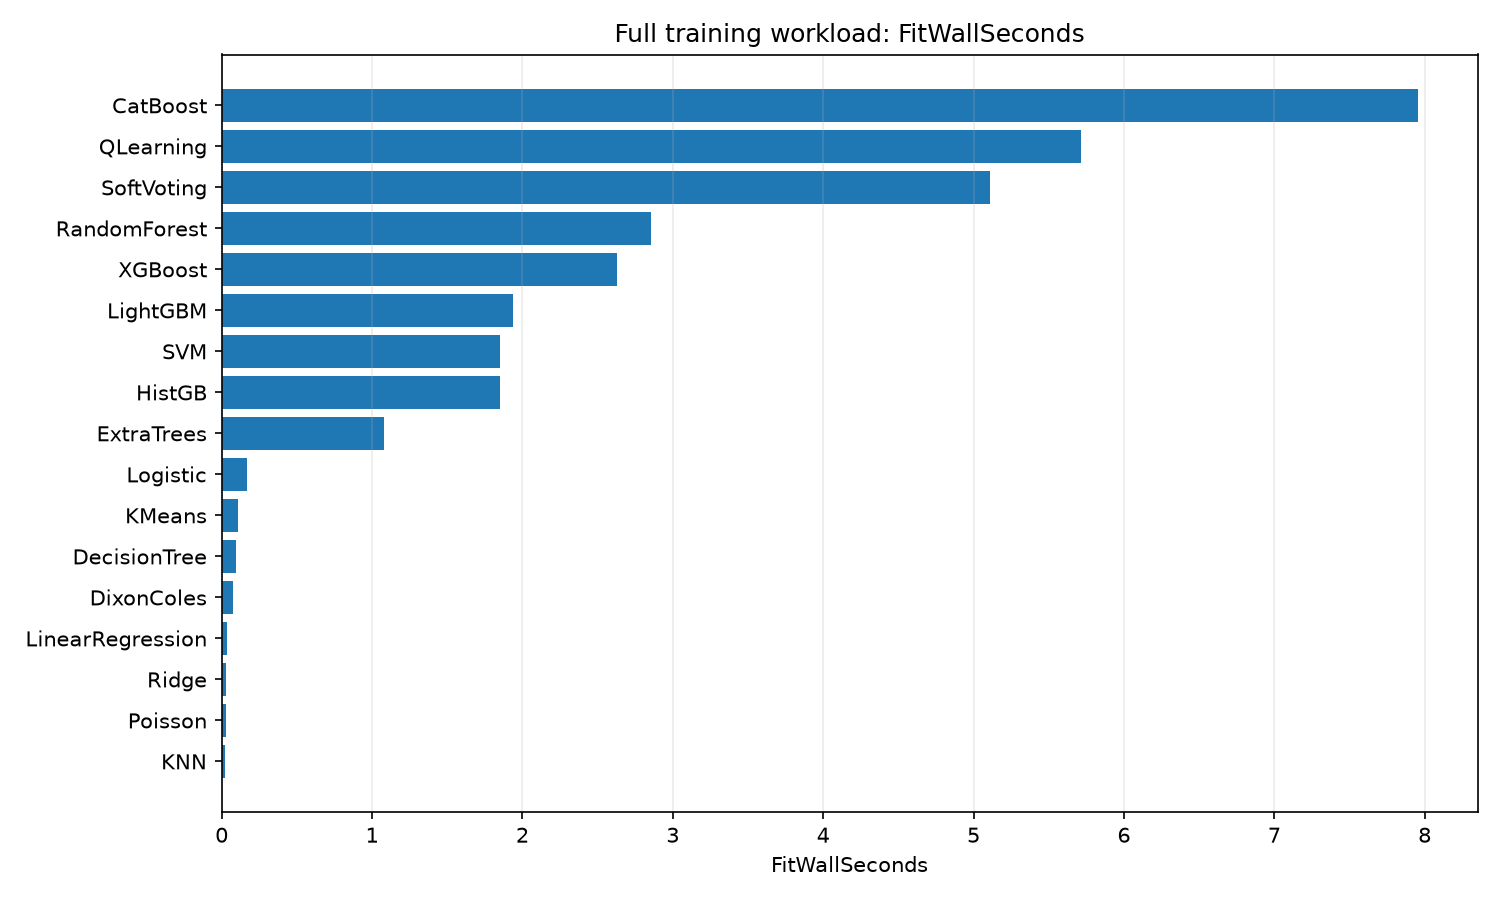 Full training workload: FitWallSeconds
CatBoost
QLearning
SoftVoting
RandomForest
XGBoost
LightGBM
SVM
HistGB
ExtraTrees
Logistic
KMeans
DecisionTree
DixonColes
LinearRegression
Ridge
Poisson
KNN
0 1 2 3 4 5 6 7 8
FitWallSeconds